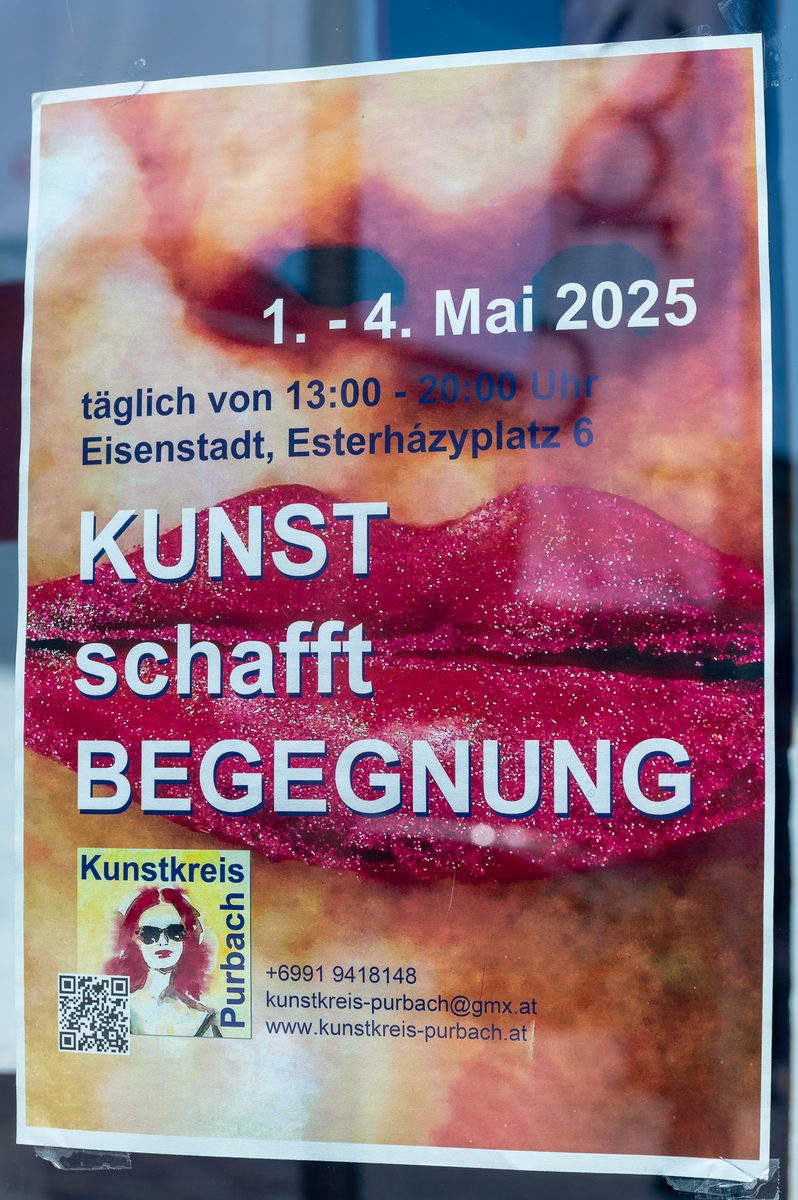 1. - 4. Mai 2025
täglich von 13:00 - 20:00 Uhr
Eisenstadt, Esterházyplatz 6
KUNST
schafft
BEGEGNUNG
Kunstkreis
Purbach
+6991 9418148
kunstkreis-purbach@gmx.at
www.kunstkreis-purbach.at